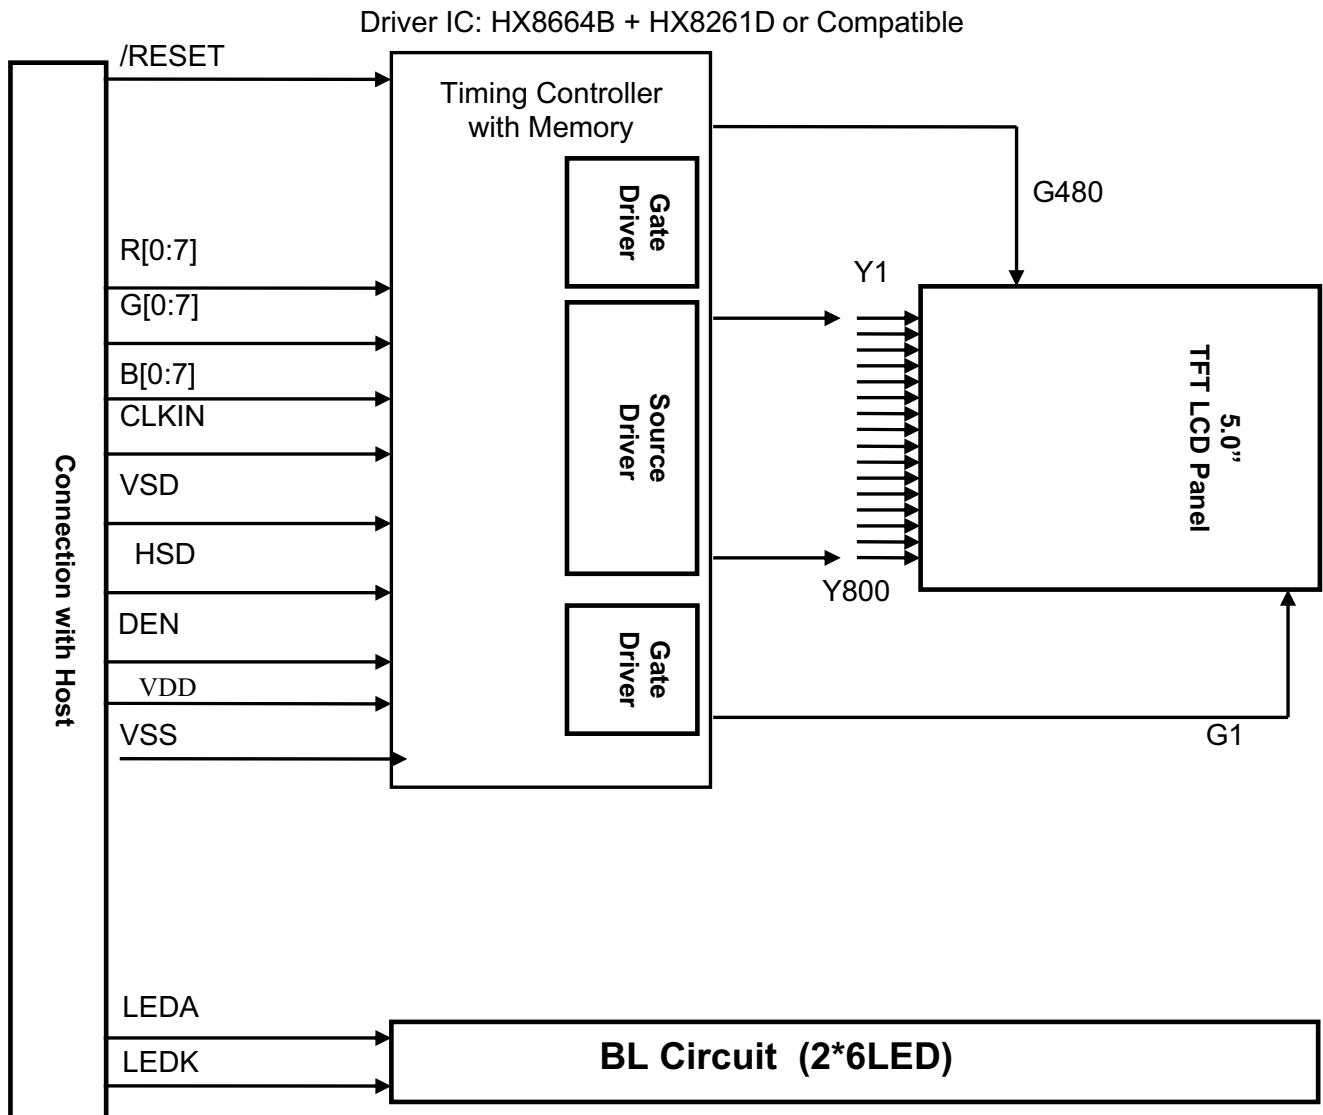 Driver IC: HX8664B + HX8261D or Compatible
/RESET
Timing Controller
with Memory
Gate
Driver
G480
R[0:7]
Y1
G[0:7]
B[0:7]
CLKIN
Source
Driver
5.0”
TFT LCD Panel
Connection with Host
VSD
HSD
Y800
DEN
Gate
Driver
VDD
VSS
G1
LEDA
LEDK
BL Circuit (2*6LED)